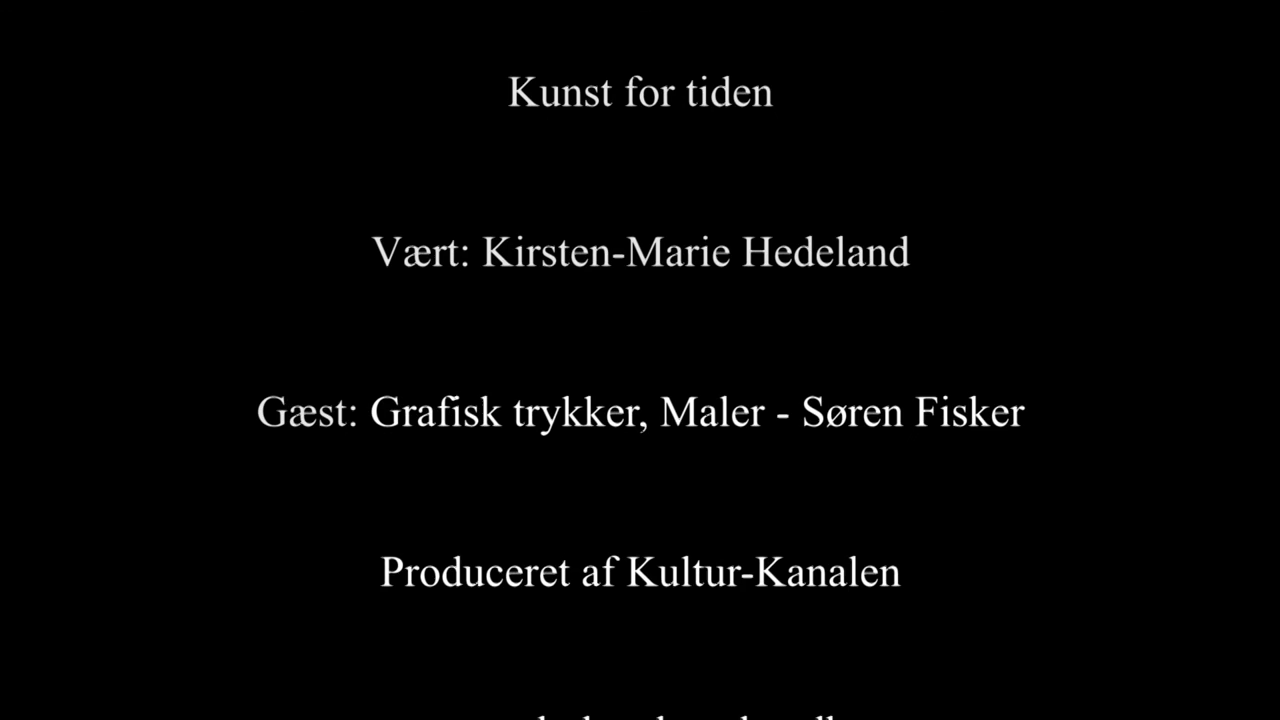 Kunst for tiden
Vært: Kirsten-Marie Hedeland
Gæst: Grafisk trykker, Maler - Søren Fisker
Produceret af Kultur-Kanalen